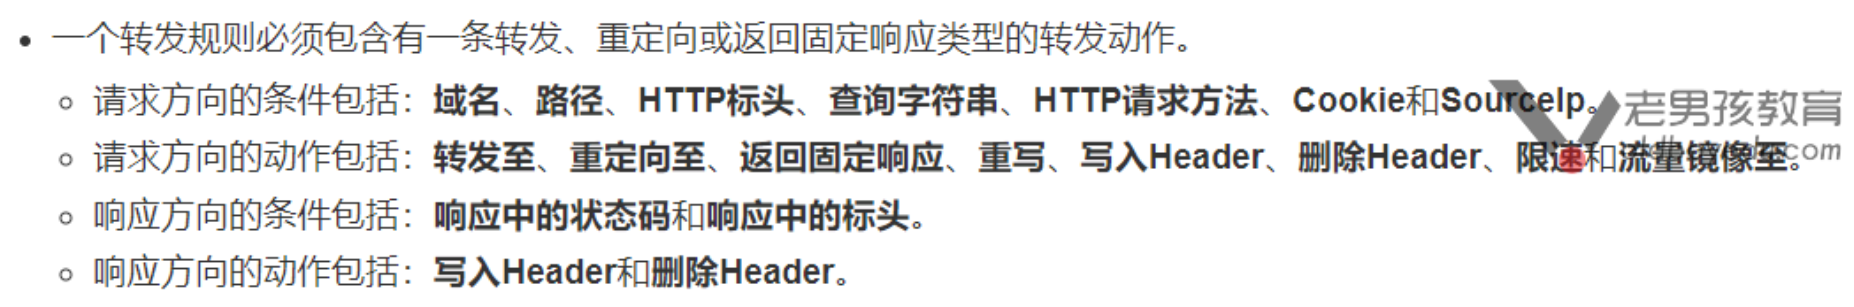 一个转发规则必须包含有一条转发、重定向或返回固定响应类型的转发动作。
请求方向的条件包括：域名、路径、HTTP标头、查询字符串、HTTP请求方法、Cookie和SourceIp。
老男孩教育
请求方向的动作包括：转发至、重定向至、返回固定响应、重写、写入Header、删除Header、限速和流量镜像至。
响应方向的条件包括：响应中的状态码和响应中的标头。
响应方向的动作包括：写入Header和删除Header。